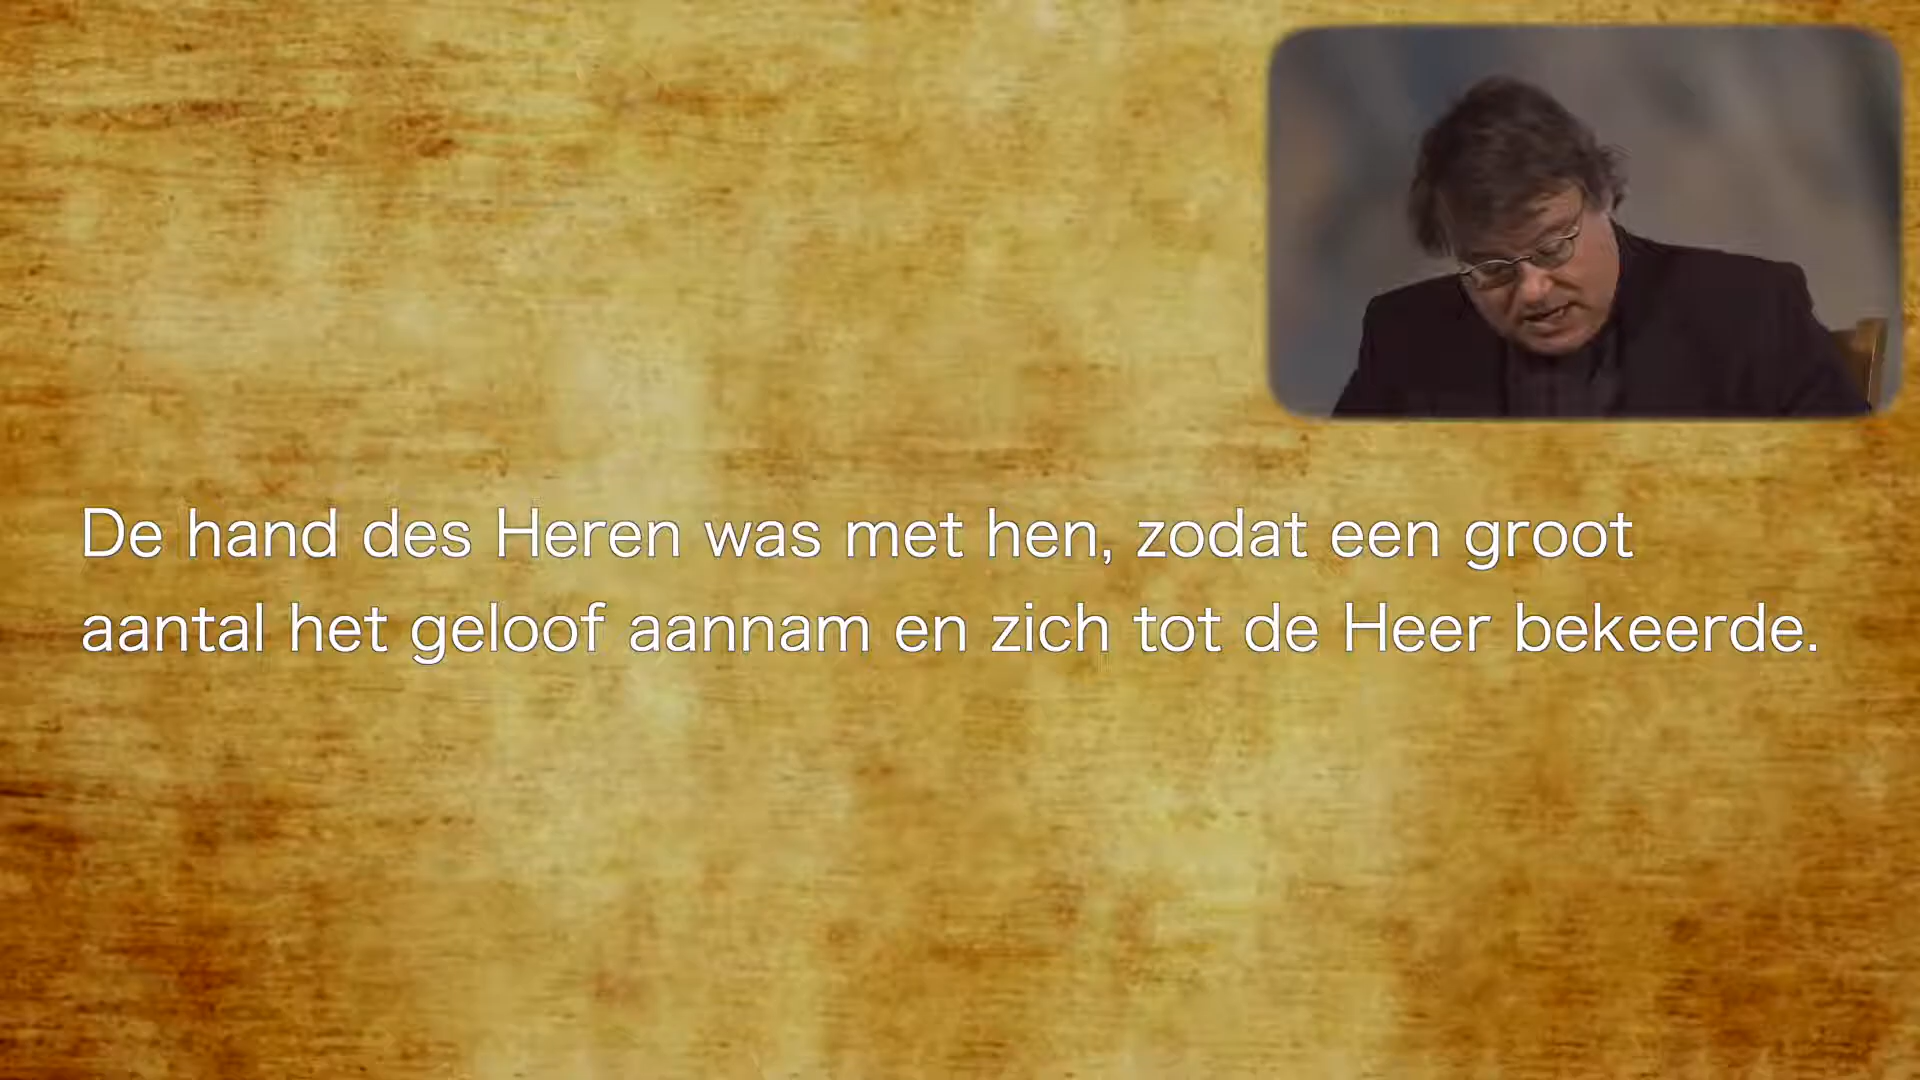 De hand des Heren was met hen, zodat een groot
aantal het geloof aannam en zich tot de Heer bekeerde.